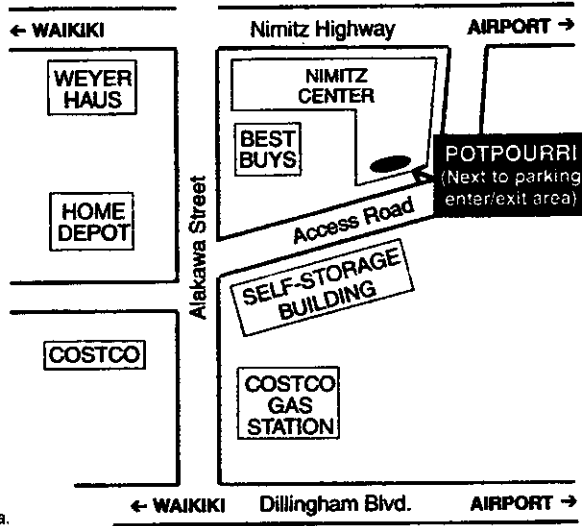 ← WAIKIKI Nimitz Highway AIRPORT →
WEYER
HAUS
NIMITZ
CENTER
BEST
BUYS
POTPOURRI
(Next to parking
enter/exit area)
HOME
DEPOT
Alakawa Street
Access Road
SELF-STORAGE
BUILDING
COSTCO
COSTCO
GAS
STATION
a.
← WAIKIKI Dillingham Blvd. AIRPORT →